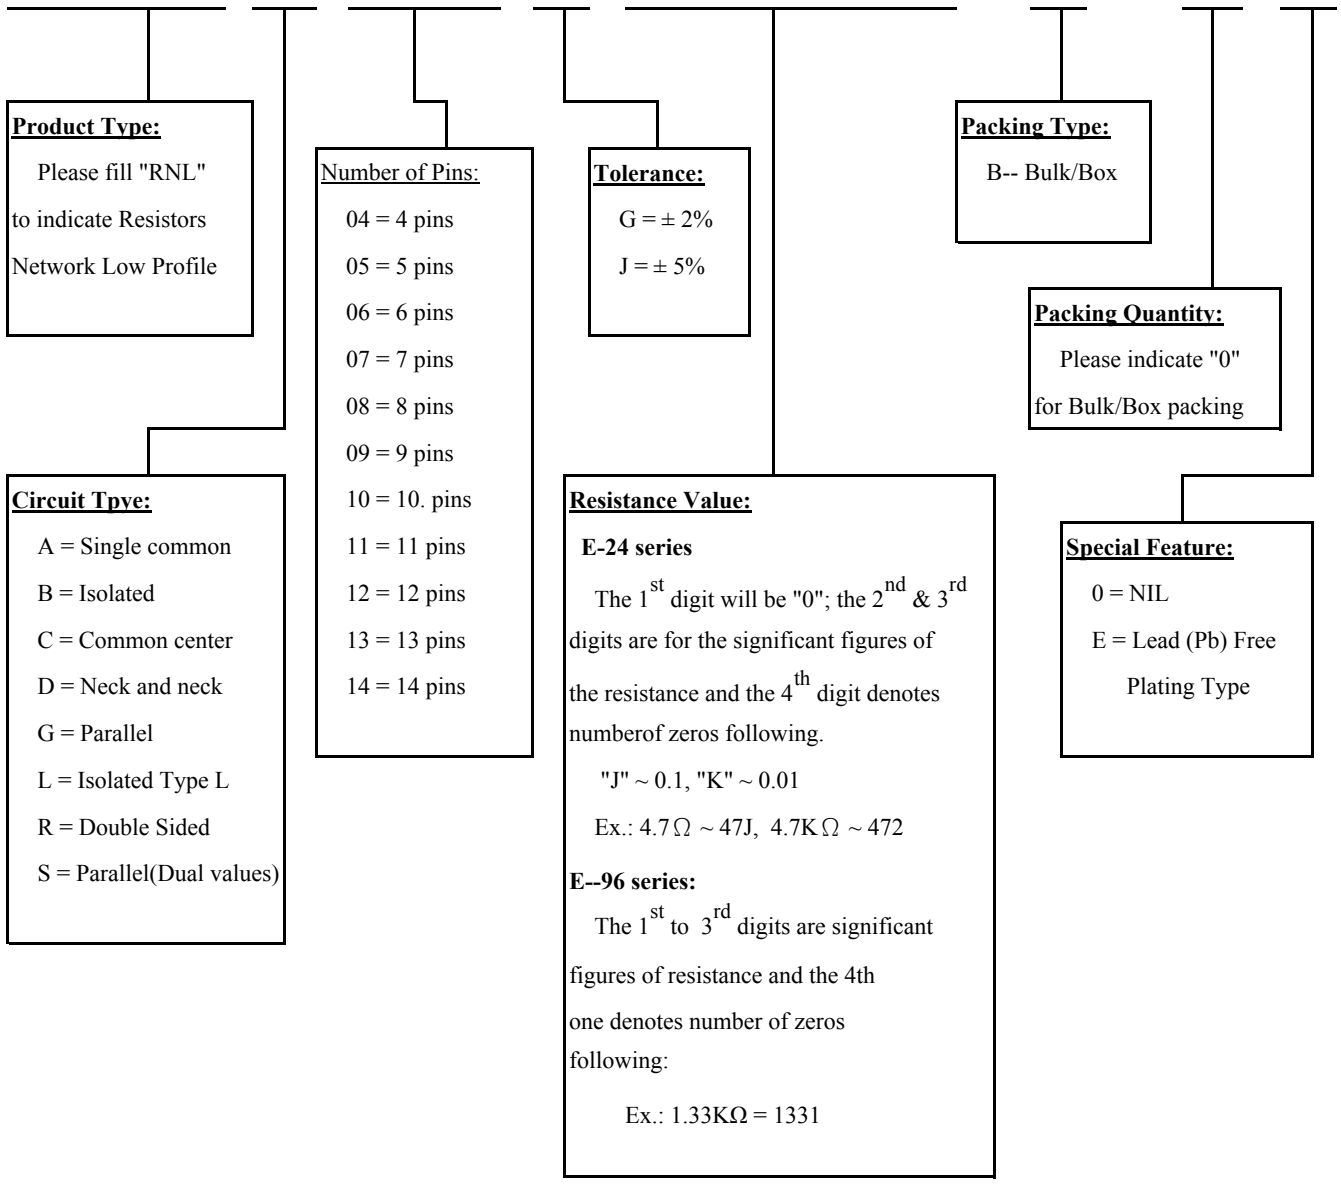 Product Type:
Please fill "RNL"
to indicate Resistors
Network Low Profile
Number of Pins:
04 = 4 pins
05 = 5 pins
06 = 6 pins
07 = 7 pins
08 = 8 pins
09 = 9 pins
10 = 10. pins
11 = 11 pins
12 = 12 pins
13 = 13 pins
14 = 14 pins
Tolerance:
G = ± 2%
J = ± 5%
Packing Type:
B-- Bulk/Box
Packing Quantity:
Please indicate "0"
for Bulk/Box packing
Circuit Tpye:
A = Single common
B = Isolated
C = Common center
D = Neck and neck
G = Parallel
L = Isolated Type L
R = Double Sided
S = Parallel(Dual values)
Resistance Value:
E-24 series
The 1st digit will be "0"; the 2nd & 3rd
digits are for the significant figures of
the resistance and the 4th digit denotes
numberof zeros following.
"J" ~ 0.1, "K" ~ 0.01
Ex.: 4.7Ω ~ 47J, 4.7KΩ ~ 472
E--96 series:
The 1st to 3rd digits are significant
figures of resistance and the 4th
one denotes number of zeros
following:
Ex.: 1.33KΩ = 1331
Special Feature:
0 = NIL
E = Lead (Pb) Free
Plating Type